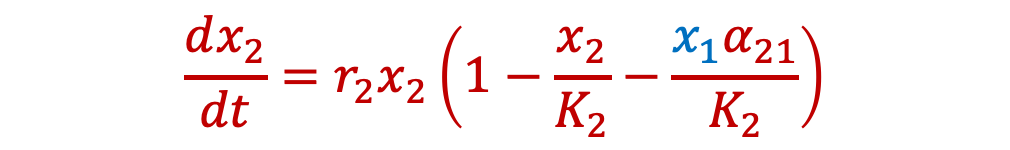 dx₂/dt = r₂x₂(1 − x₂/K₂ − x₁α₂₁/K₂)